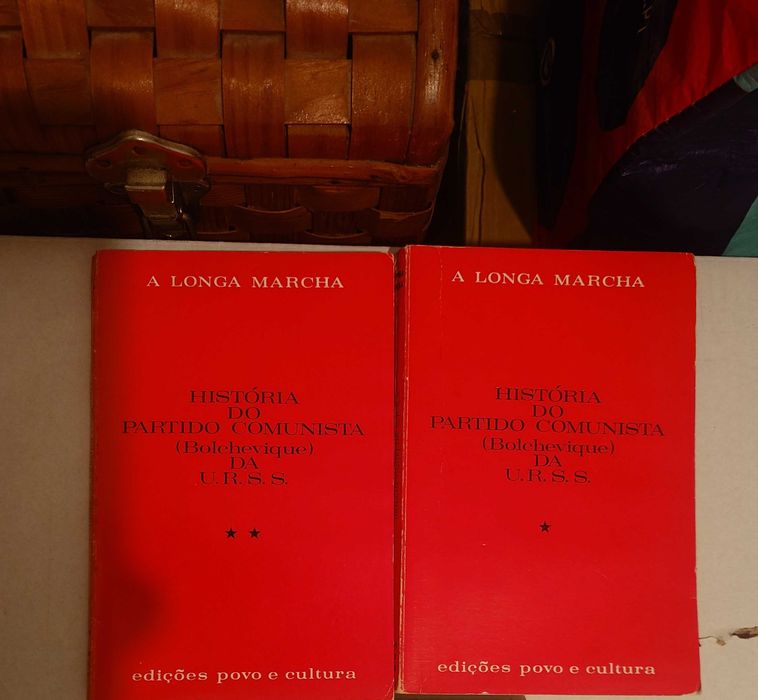 A LONGA MARCHA
HISTÓRIA
DO
PARTIDO COMUNISTA
(Bolchevique)
DA
U. R. S. S.
★ ★
edições povo e cultura
A LONGA MARCHA
HISTÓRIA
DO
PARTIDO COMUNISTA
(Bolchevique)
DA
U. R. S. S.
★
edições povo e cultura